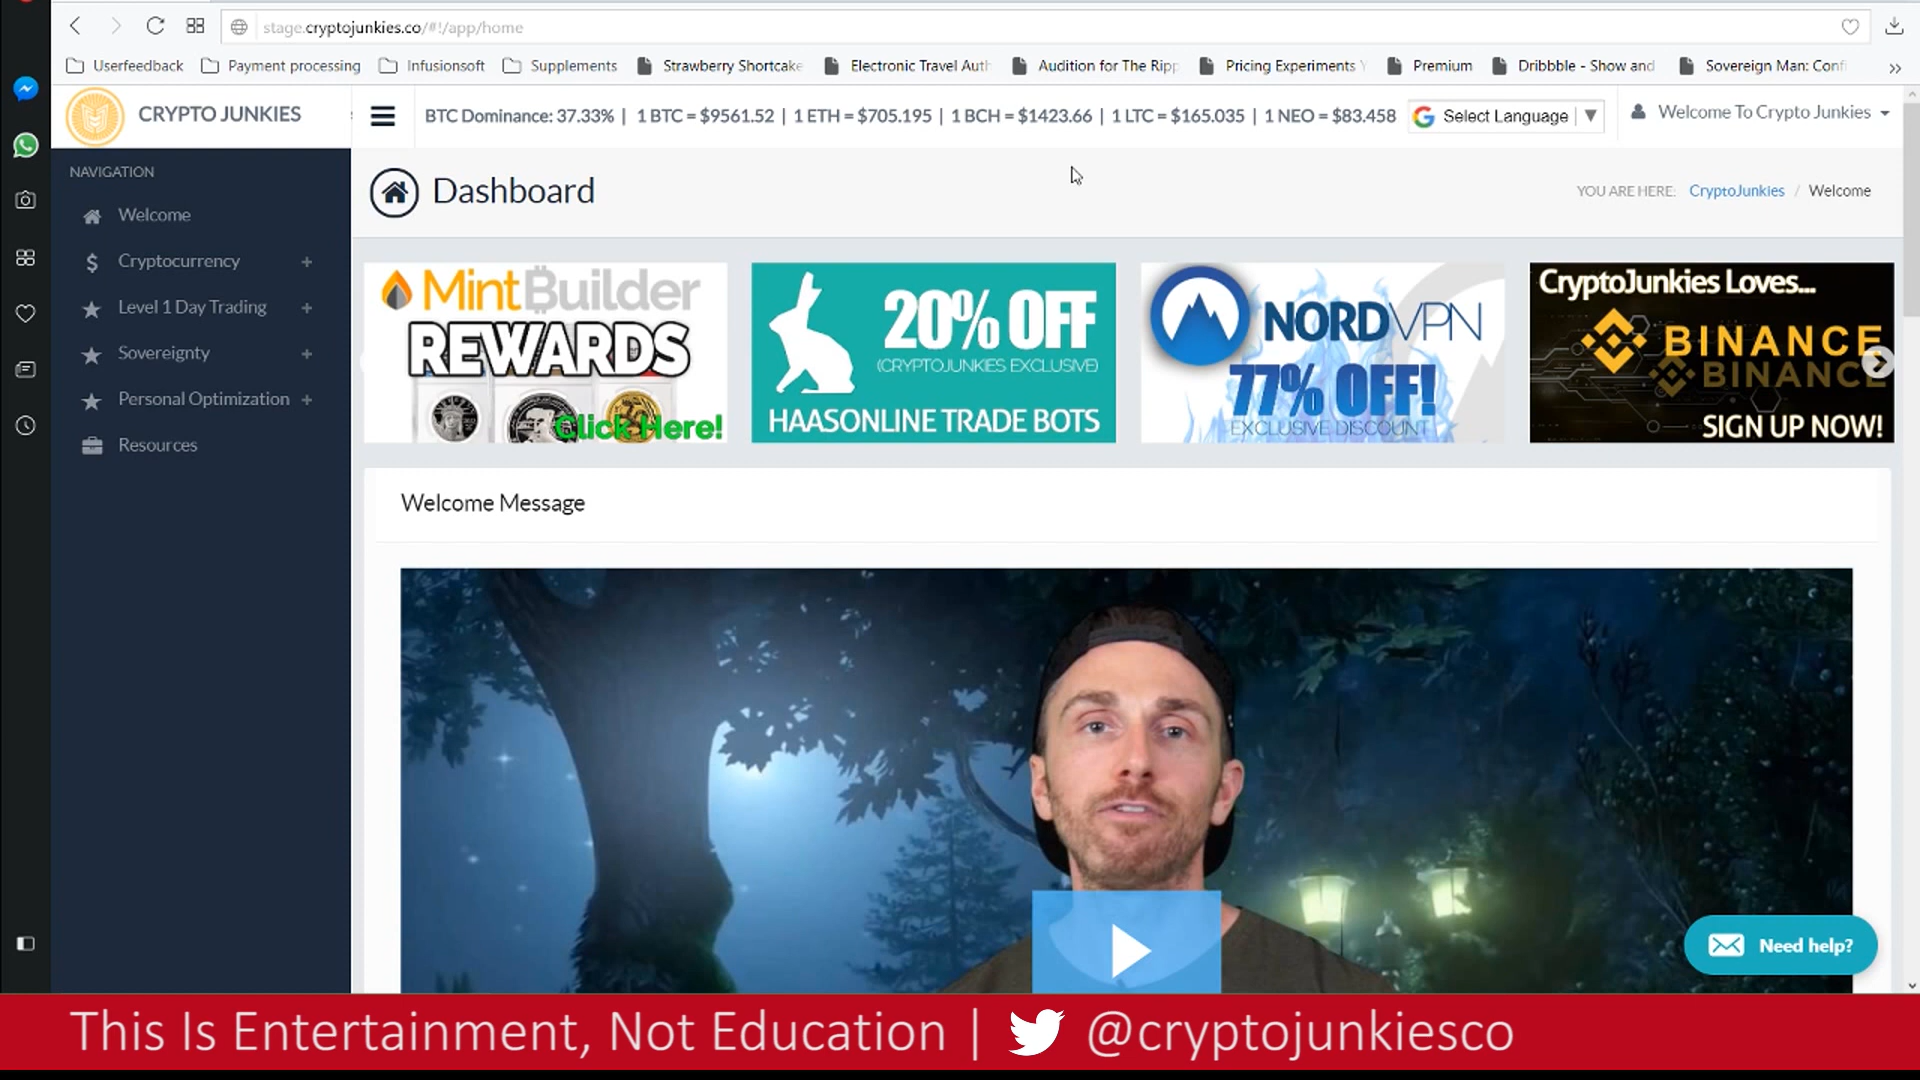 stage.cryptojunkies.co/#!/app/home
Userfeedback Payment processing Infusionsoft Supplements Strawberry Shortcake Electronic Travel Auth Audition for The Ripp Pricing Experiments Premium Dribbble - Show and Sovereign Man: Confi
CRYPTO JUNKIES
BTC Dominance: 37.33% | 1 BTC = $9561.52 | 1 ETH = $705.195 | 1 BCH = $1423.66 | 1 LTC = $165.035 | 1 NEO = $83.458
Select Language
Welcome To Crypto Junkies
NAVIGATION
Welcome
Cryptocurrency +
Level 1 Day Trading +
Sovereignty +
Personal Optimization +
Resources
Dashboard
YOU ARE HERE: CryptoJunkies / Welcome
MintBuilder
REWARDS
Click Here!
20% OFF
(CRYPTOJUNKIES EXCLUSIVE)
HAASONLINE TRADE BOTS
NORDVPN
77% OFF!
EXCLUSIVE DISCOUNT
CryptoJunkies Loves...
BINANCE
BINANCE
SIGN UP NOW!
Welcome Message
Need help?
This Is Entertainment, Not Education | @cryptojunkiesco